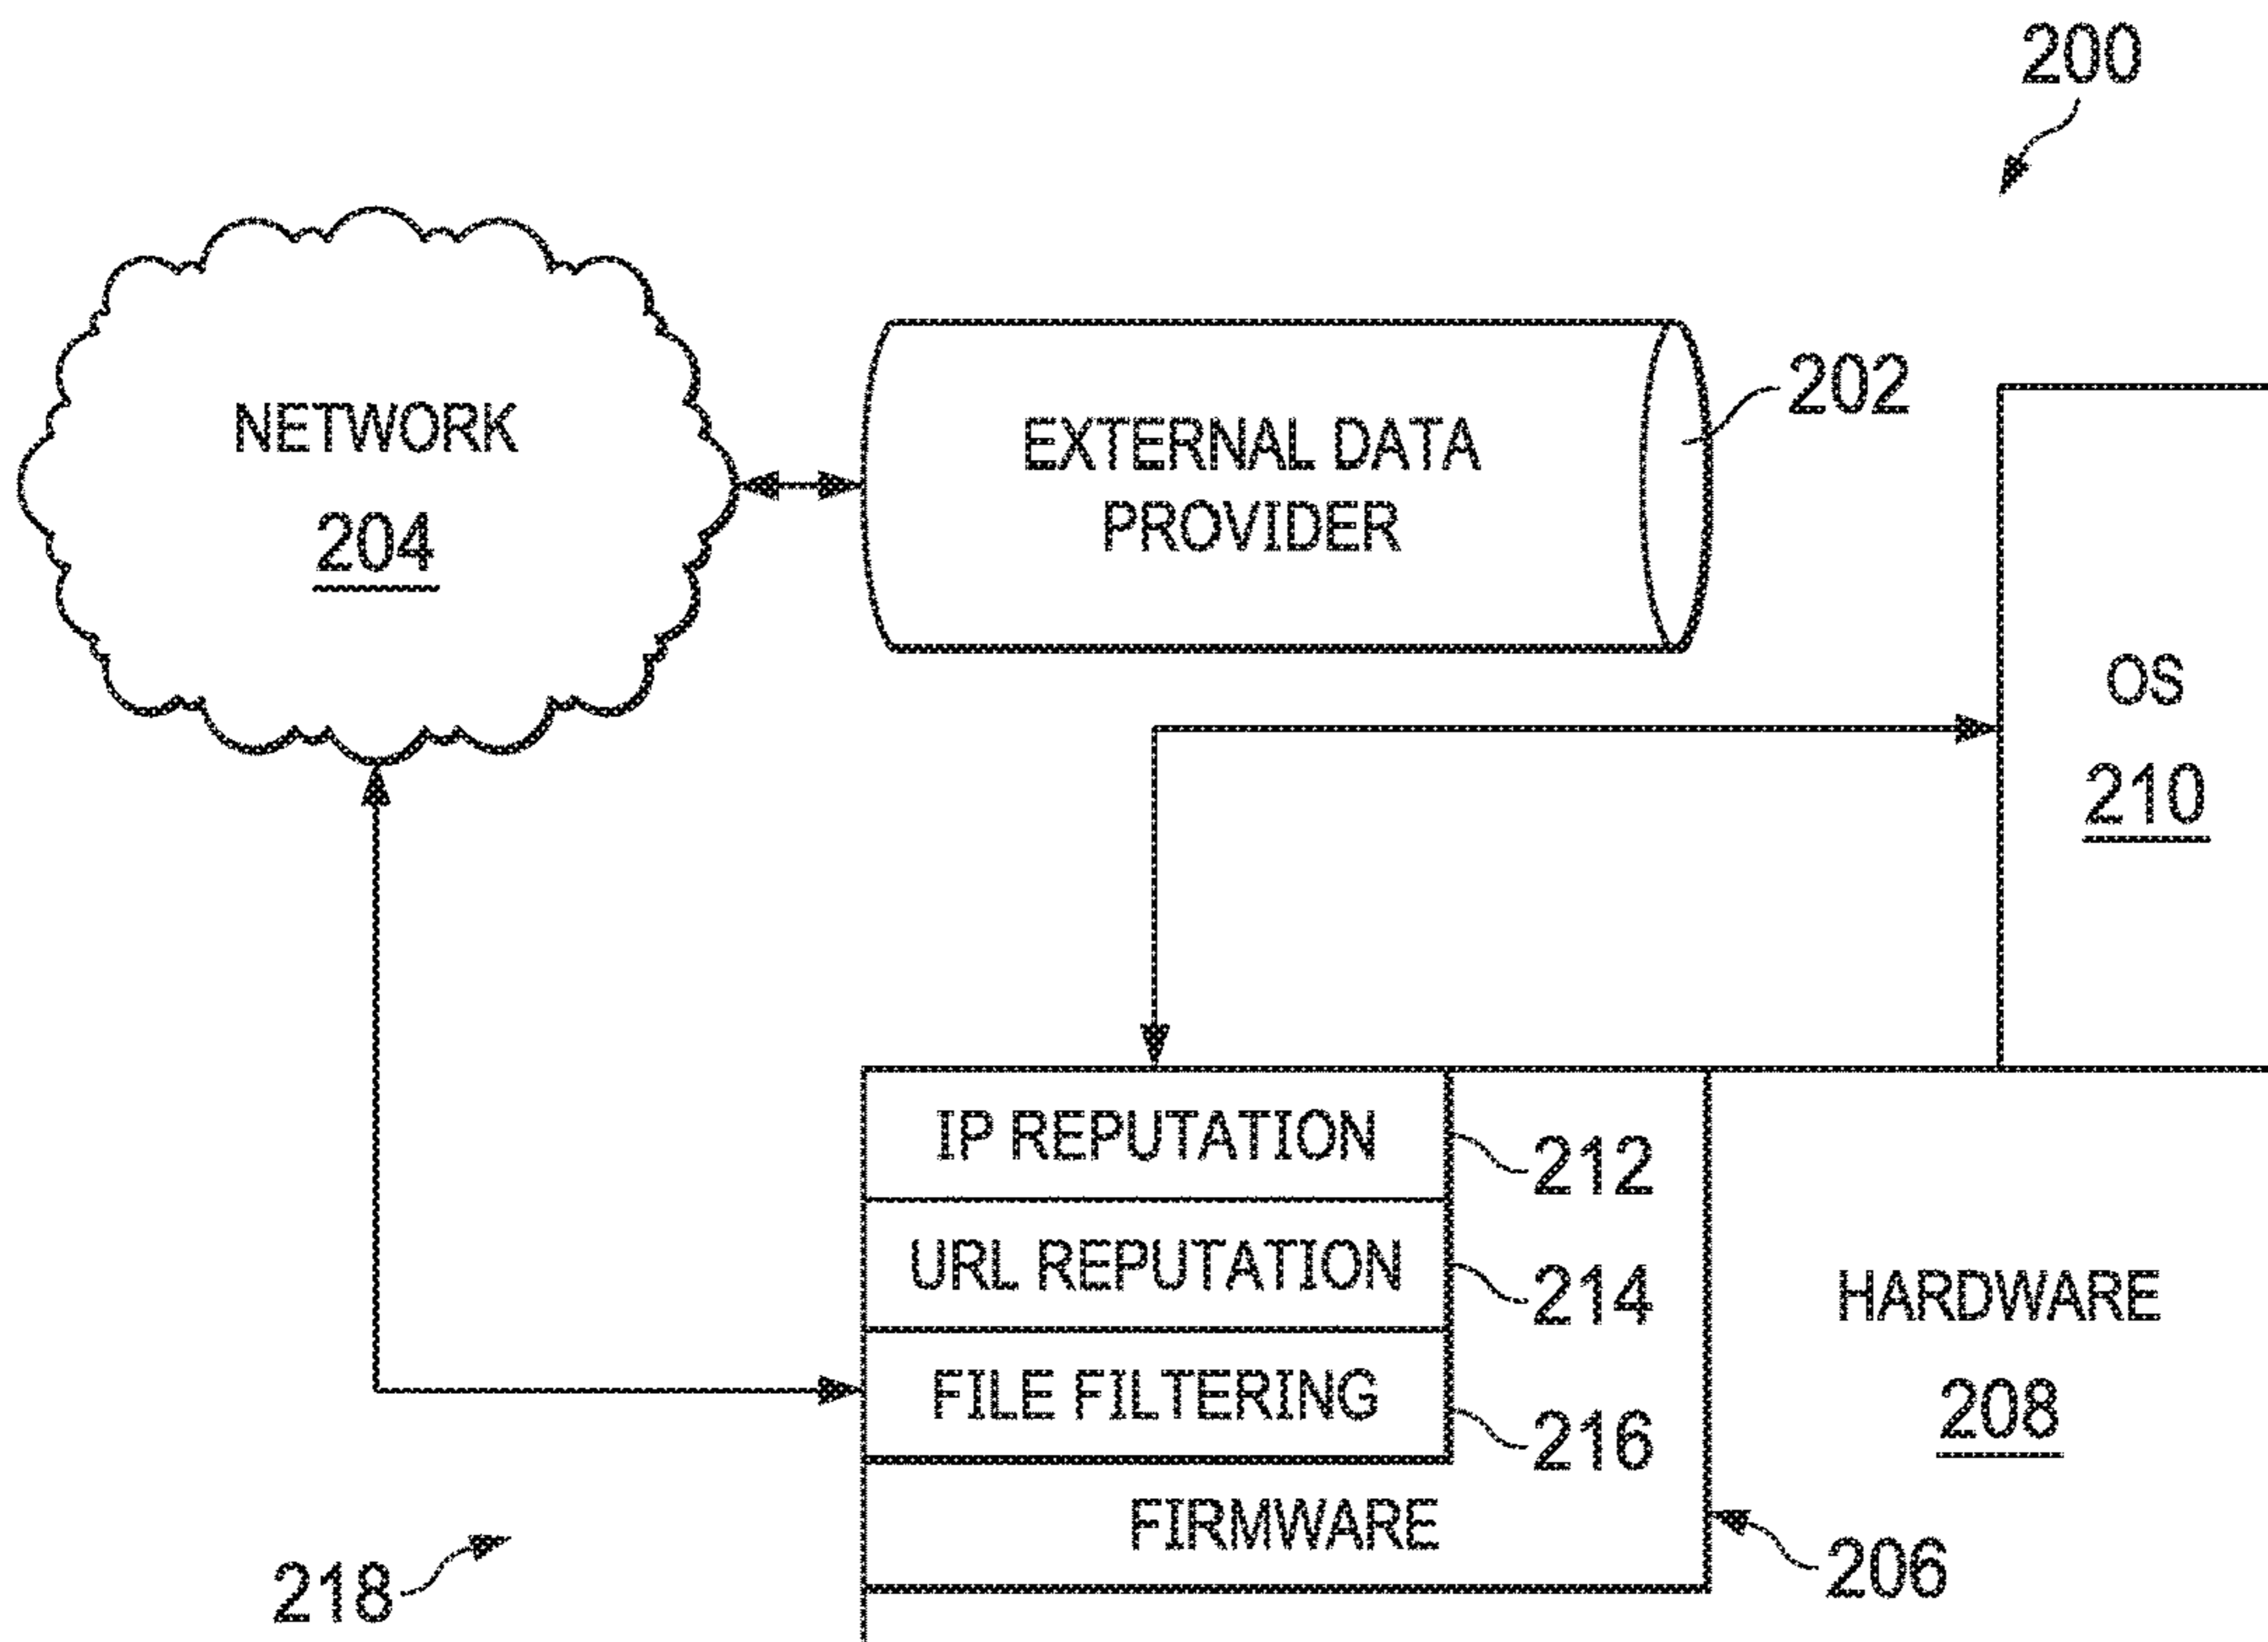 200
NETWORK
204
EXTERNAL DATA
PROVIDER
202
OS
210
IP REPUTATION
212
URL REPUTATION
214
FILE FILTERING
216
FIRMWARE
206
HARDWARE
208
218